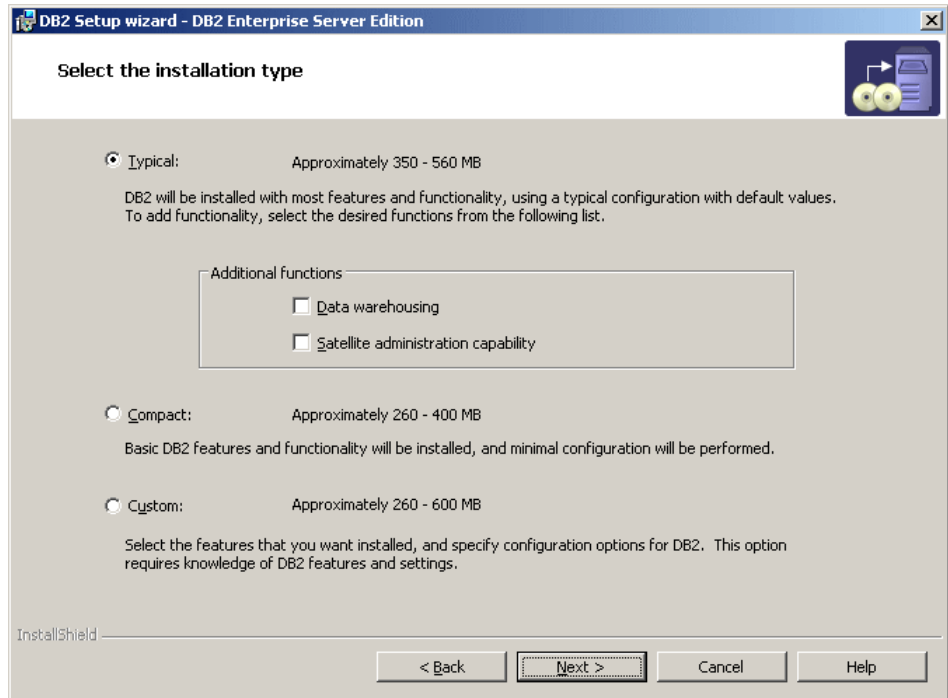 DB2 Setup wizard - DB2 Enterprise Server Edition
Select the installation type
Typical: Approximately 350 - 560 MB
DB2 will be installed with most features and functionality, using a typical configuration with default values.
To add functionality, select the desired functions from the following list.
Additional functions
Data warehousing
Satellite administration capability
Compact: Approximately 260 - 400 MB
Basic DB2 features and functionality will be installed, and minimal configuration will be performed.
Custom: Approximately 260 - 600 MB
Select the features that you want installed, and specify configuration options for DB2. This option
requires knowledge of DB2 features and settings.
InstallShield
< Back Next > Cancel Help